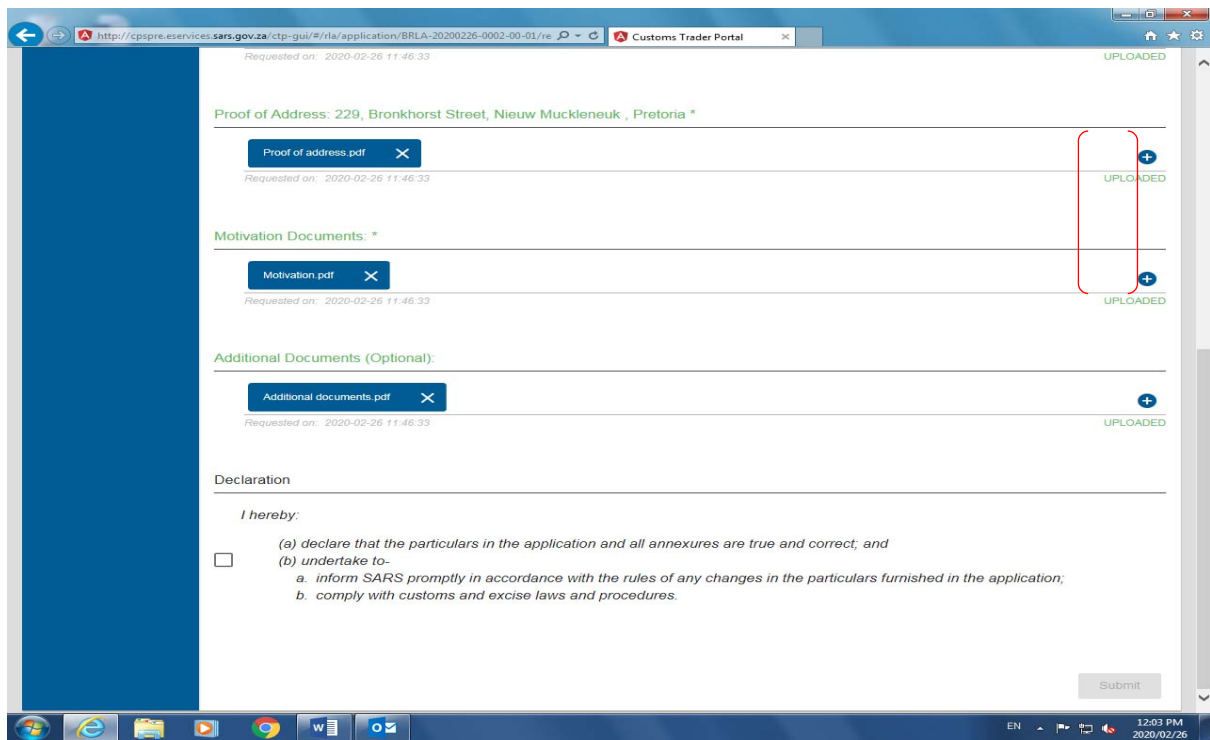 http://cpspre.eservices.sars.gov.za/ctp-gui/#/rla/application/BRLA-20200226-0002-00-01/re
Customs Trader Portal
Requested on: 2020-02-26 11:46:33
UPLOADED
Proof of Address: 229, Bronkhorst Street, Nieuw Muckleneuk , Pretoria *
Proof of address.pdf
Requested on: 2020-02-26 11:46:33
UPLOADED
Motivation Documents: *
Motivation.pdf
Requested on: 2020-02-26 11:46:33
UPLOADED
Additional Documents (Optional):
Additional documents.pdf
Requested on: 2020-02-26 11:46:33
UPLOADED
Declaration
I hereby:
(a) declare that the particulars in the application and all annexures are true and correct; and
(b) undertake to-
a. inform SARS promptly in accordance with the rules of any changes in the particulars furnished in the application;
b. comply with customs and excise laws and procedures.
Submit
EN
12:03 PM
2020/02/26